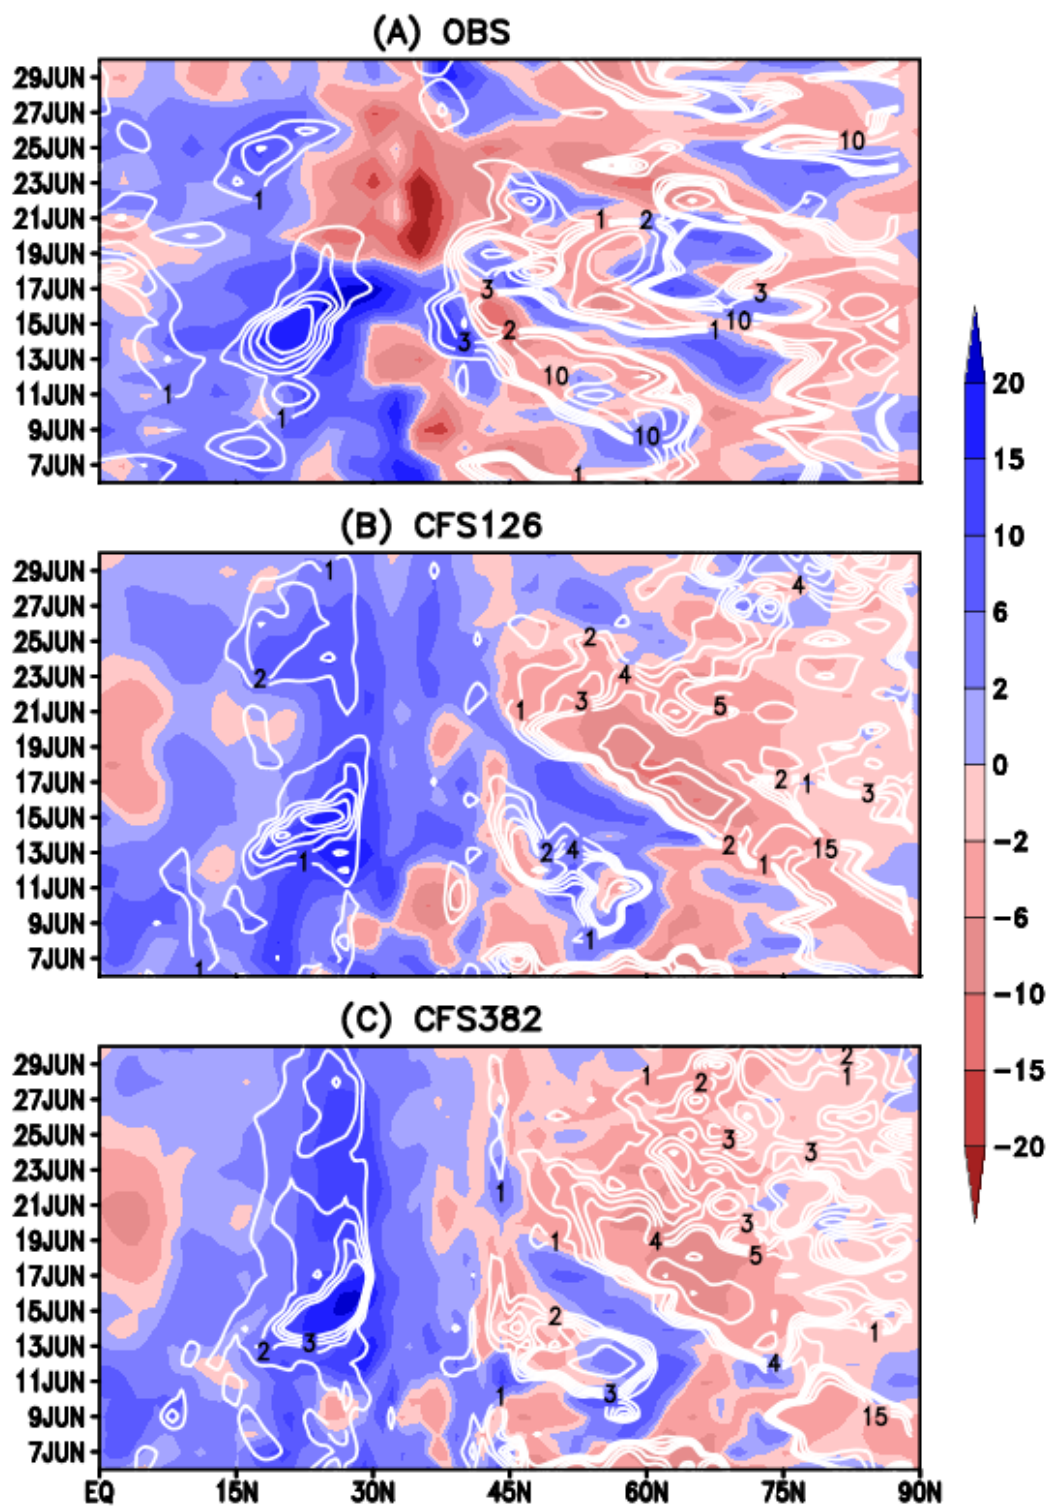 (A) OBS
29JUN
27JUN
25JUN
23JUN
21JUN
19JUN
17JUN
15JUN
13JUN
11JUN
9JUN
7JUN
10
1
1
2
3
3
2
3
1
10
1
10
1
10
1
(B) CFS126
29JUN
27JUN
25JUN
23JUN
21JUN
19JUN
17JUN
15JUN
13JUN
11JUN
9JUN
7JUN
1
4
2
2
4
3
1
5
2
1
3
2
4
2
15
1
1
1
1
(C) CFS382
29JUN
27JUN
25JUN
23JUN
21JUN
19JUN
17JUN
15JUN
13JUN
11JUN
9JUN
7JUN
1
2
2
1
3
3
1
3
1
4
5
2
1
2
3
4
1
3
15
EQ 15N 30N 45N 60N 75N 90N
20
15
10
6
2
0
−2
−6
−10
−15
−20